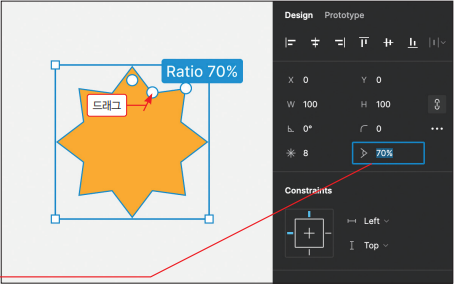 Design Prototype
Ratio 70%
드래그
X 0 Y 0
W 100 H 100
0° 0
8 70%
Constraints
Left
Top